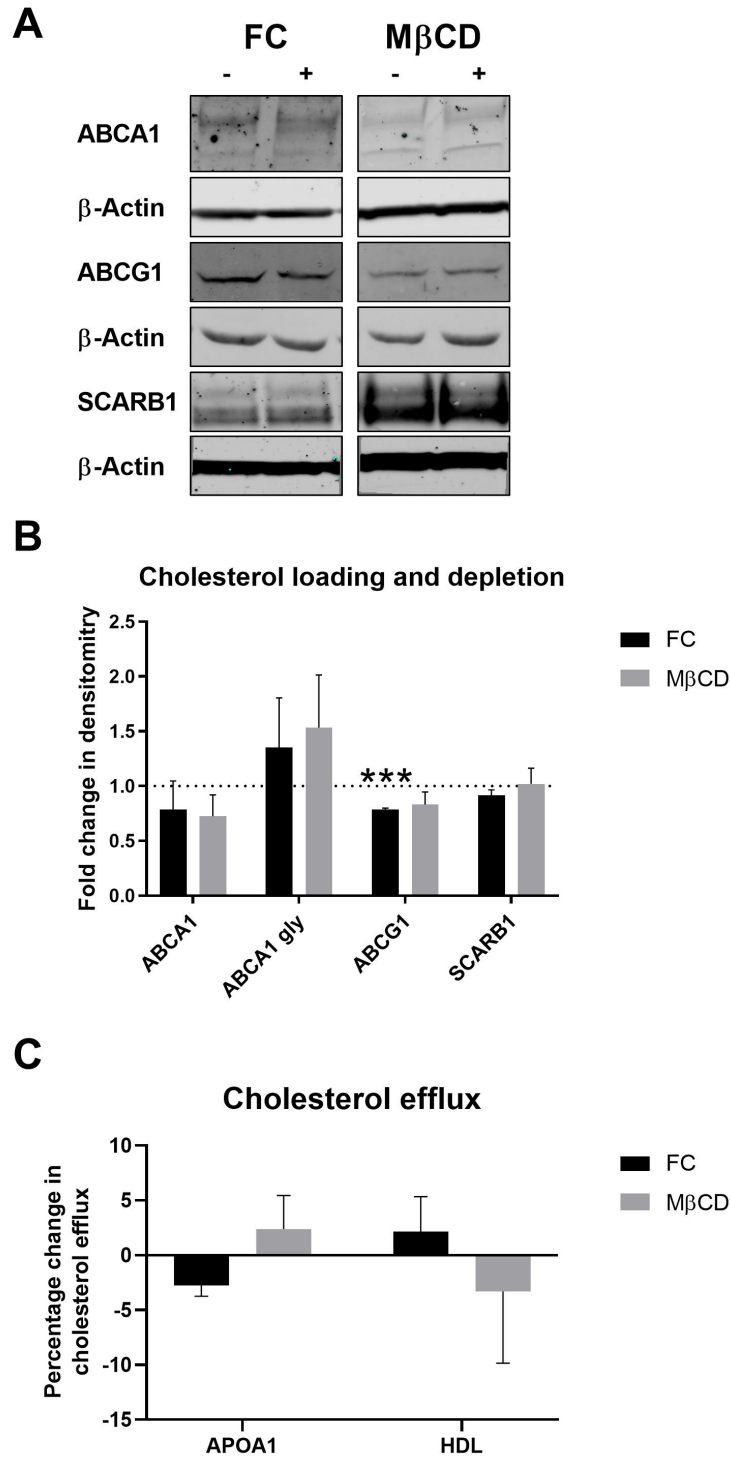 A
FC MβCD
- + - +
ABCA1
β-Actin
ABCG1
β-Actin
SCARB1
β-Actin
B
Cholesterol loading and depletion
Fold change in densitomitry
2.5
2.0
1.5
1.0
0.5
0.0
***
ABCA1
ABCA1 gly
ABCG1
SCARB1
FC
MβCD
C
Cholesterol efflux
Percentage change in
cholesterol efflux
10
5
0
-5
-10
-15
APOA1
HDL
FC
MβCD